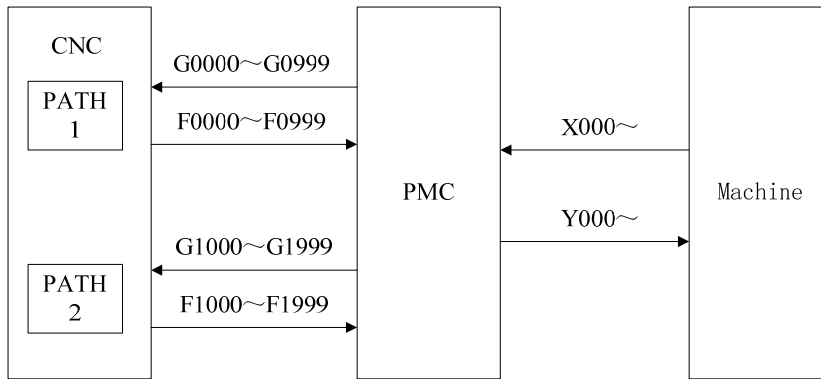 CNC
PATH
1
G0000～G0999
F0000～F0999
PATH
2
G1000～G1999
F1000～F1999
PMC
X000～
Y000～
Machine